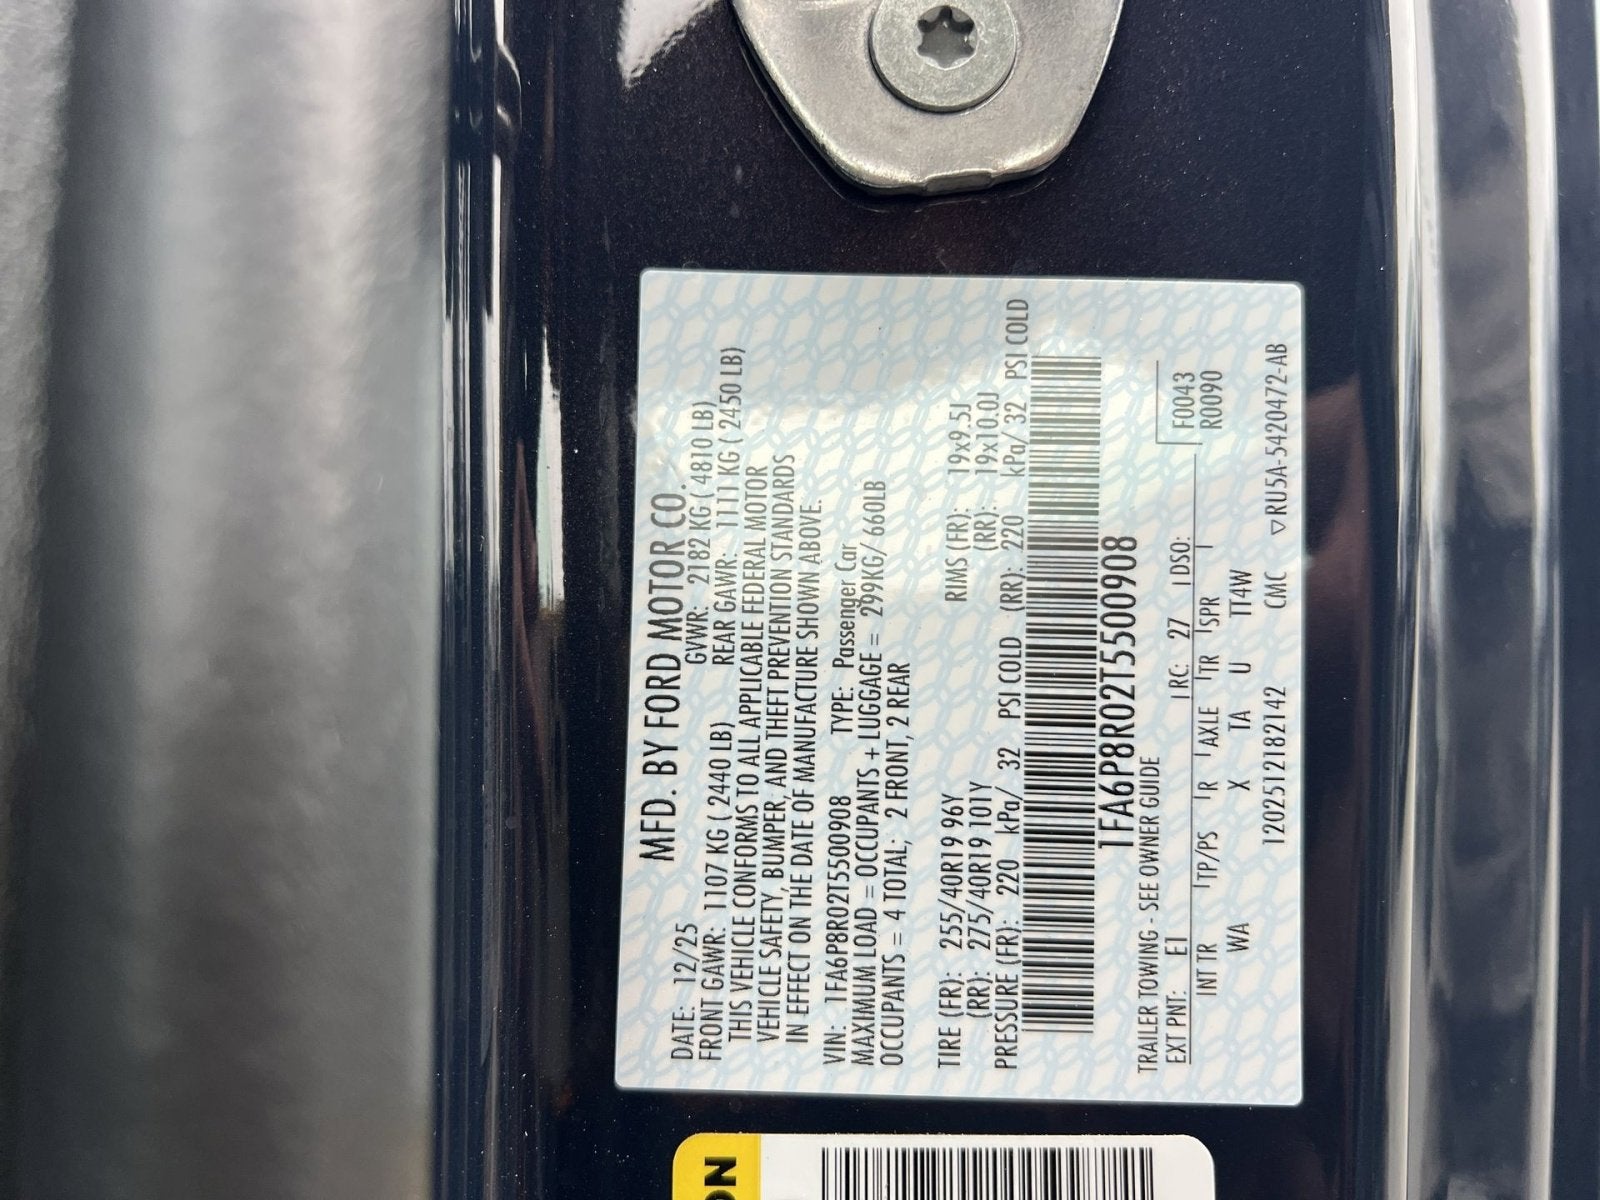 MFD. BY FORD MOTOR CO.
DATE: 12/25 GVWR: 2182 KG ( 4810 LB)
FRONT GAWR: 1107 KG ( 2440 LB) REAR GAWR: 1111 KG ( 2450 LB)
THIS VEHICLE CONFORMS TO ALL APPLICABLE FEDERAL MOTOR
VEHICLE SAFETY, BUMPER, AND THEFT PREVENTION STANDARDS
IN EFFECT ON THE DATE OF MANUFACTURE SHOWN ABOVE.
VIN: 1FA6P8R02T5500908 TYPE: Passenger Car
MAXIMUM LOAD = OCCUPANTS + LUGGAGE = 299KG/ 660LB
OCCUPANTS = 4 TOTAL; 2 FRONT, 2 REAR
TIRE (FR): 255/40R19 96Y RIMS (FR): 19x9.5J
(RR): 275/40R19 101Y (RR): 19x10.0J
PRESSURE (FR): 220 kPa/ 32 PSI COLD (RR): 220 kPa/ 32 PSI COLD
1FA6P8R02T5500908
TRAILER TOWING - SEE OWNER GUIDE F0043
EXT PNT: E1 RC: 27 DSO: R0090
INT TR TP/PS R AXLE TR SPR
WA X TA U TT4W
1202512182142 CMC ▽RU5A-5420472-AB
ON